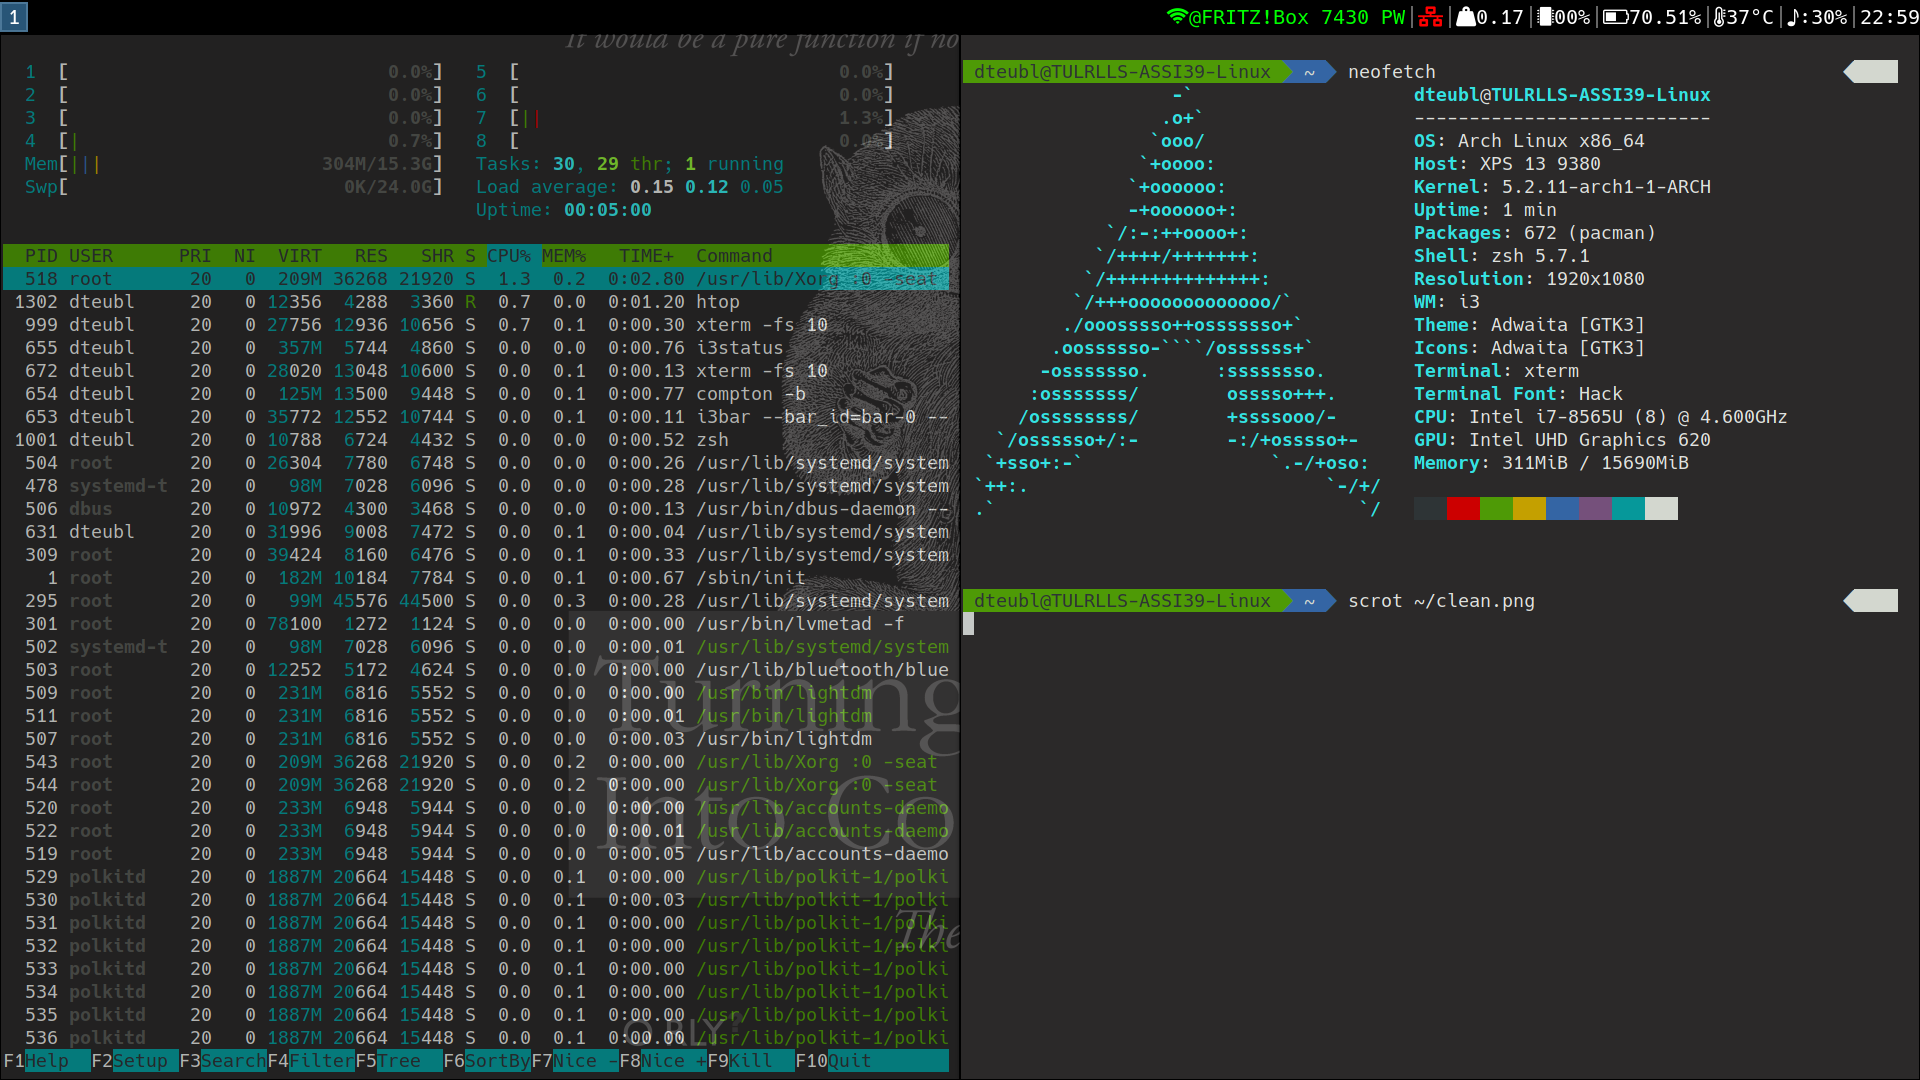 1
@FRITZ!Box 7430 PW 0.17 00% 70.51% 37°C ♪:30% 22:59
It would be a pure function if no
1 [ 0.0%] 5 [ 0.0%]
2 [ 0.0%] 6 [ 0.0%]
3 [ 0.0%] 7 [|| 1.3%]
4 [| 0.7%] 8 [ 0.0%]
Mem[||| 304M/15.3G] Tasks: 30, 29 thr; 1 running
Swp[ 0K/24.0G] Load average: 0.15 0.12 0.05
Uptime: 00:05:00
PID USER PRI NI VIRT RES SHR S CPU% MEM% TIME+ Command
518 root 20 0 209M 36268 21920 S 1.3 0.2 0:02.80 /usr/lib/Xorg :0 -seat
1302 dteubl 20 0 12356 4288 3360 R 0.7 0.0 0:01.20 htop
999 dteubl 20 0 27756 12936 10656 S 0.7 0.1 0:00.30 xterm -fs 10
655 dteubl 20 0 357M 5744 4860 S 0.0 0.0 0:00.76 i3status
672 dteubl 20 0 28020 13048 10600 S 0.0 0.1 0:00.13 xterm -fs 10
654 dteubl 20 0 125M 13500 9448 S 0.0 0.1 0:00.77 compton -b
653 dteubl 20 0 35772 12552 10744 S 0.0 0.1 0:00.11 i3bar --bar_id=bar-0 --
1001 dteubl 20 0 10788 6724 4432 S 0.0 0.0 0:00.52 zsh
504 root 20 0 26304 7780 6748 S 0.0 0.0 0:00.26 /usr/lib/systemd/system
478 systemd-t 20 0 98M 7028 6096 S 0.0 0.0 0:00.28 /usr/lib/systemd/system
506 dbus 20 0 10972 4300 3468 S 0.0 0.0 0:00.13 /usr/bin/dbus-daemon --
631 dteubl 20 0 31996 9008 7472 S 0.0 0.1 0:00.04 /usr/lib/systemd/system
309 root 20 0 39424 8160 6476 S 0.0 0.1 0:00.33 /usr/lib/systemd/system
1 root 20 0 182M 10184 7784 S 0.0 0.1 0:00.67 /sbin/init
295 root 20 0 99M 45576 44500 S 0.0 0.3 0:00.28 /usr/lib/systemd/system
301 root 20 0 78100 1272 1124 S 0.0 0.0 0:00.00 /usr/bin/lvmetad -f
502 systemd-t 20 0 98M 7028 6096 S 0.0 0.0 0:00.01 /usr/lib/systemd/system
503 root 20 0 12252 5172 4624 S 0.0 0.0 0:00.00 /usr/lib/bluetooth/blue
509 root 20 0 231M 6816 5552 S 0.0 0.0 0:00.00 /usr/bin/lightdm
511 root 20 0 231M 6816 5552 S 0.0 0.0 0:00.01 /usr/bin/lightdm
507 root 20 0 231M 6816 5552 S 0.0 0.0 0:00.03 /usr/bin/lightdm
543 root 20 0 209M 36268 21920 S 0.0 0.2 0:00.00 /usr/lib/Xorg :0 -seat
544 root 20 0 209M 36268 21920 S 0.0 0.2 0:00.00 /usr/lib/Xorg :0 -seat
520 root 20 0 233M 6948 5944 S 0.0 0.0 0:00.00 /usr/lib/accounts-daemo
522 root 20 0 233M 6948 5944 S 0.0 0.0 0:00.01 /usr/lib/accounts-daemo
519 root 20 0 233M 6948 5944 S 0.0 0.0 0:00.05 /usr/lib/accounts-daemo
529 polkitd 20 0 1887M 20664 15448 S 0.0 0.1 0:00.00 /usr/lib/polkit-1/polki
530 polkitd 20 0 1887M 20664 15448 S 0.0 0.1 0:00.03 /usr/lib/polkit-1/polki
531 polkitd 20 0 1887M 20664 15448 S 0.0 0.1 0:00.00 /usr/lib/polkit-1/polki
532 polkitd 20 0 1887M 20664 15448 S 0.0 0.1 0:00.00 /usr/lib/polkit-1/polki
533 polkitd 20 0 1887M 20664 15448 S 0.0 0.1 0:00.00 /usr/lib/polkit-1/polki
534 polkitd 20 0 1887M 20664 15448 S 0.0 0.1 0:00.00 /usr/lib/polkit-1/polki
535 polkitd 20 0 1887M 20664 15448 S 0.0 0.1 0:00.00 /usr/lib/polkit-1/polki
536 polkitd 20 0 1887M 20664 15448 S 0.0 0.1 0:00.00 /usr/lib/polkit-1/polki
F1Help F2Setup F3SearchF4FilterF5Tree F6SortByF7Nice -F8Nice +F9Kill F10Quit
Turning
Into Co
The
O RLY?
dteubl@TULRLLS-ASSI39-Linux ~ neofetch
-`
.o+`
`ooo/
`+oooo:
`+oooooo:
-+oooooo+:
`/:-:++oooo+:
`/++++/+++++++:
`/++++++++++++++:
`/+++ooooooooooooo/`
./ooosssso++osssssso+`
.oossssso-````/ossssss+`
-osssssso. :ssssssso.
:osssssss/ osssso+++.
/ossssssss/ +ssssooo/-
`/ossssso+/:- -:/+osssso+-
`+sso+:-` `.-/+oso:
`++:. `-/+/
.` `/
dteubl@TULRLLS-ASSI39-Linux
---------------------------
OS: Arch Linux x86_64
Host: XPS 13 9380
Kernel: 5.2.11-arch1-1-ARCH
Uptime: 1 min
Packages: 672 (pacman)
Shell: zsh 5.7.1
Resolution: 1920x1080
WM: i3
Theme: Adwaita [GTK3]
Icons: Adwaita [GTK3]
Terminal: xterm
Terminal Font: Hack
CPU: Intel i7-8565U (8) @ 4.600GHz
GPU: Intel UHD Graphics 620
Memory: 311MiB / 15690MiB
dteubl@TULRLLS-ASSI39-Linux ~ scrot ~/clean.png